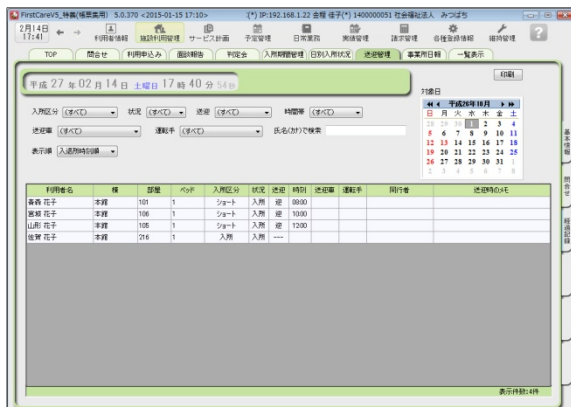 FirstCareV5_特養(帳票集用) 5.0.370 <2015-01-15 17:10> :(*) IP:192.168.1.22 金種 佳子(*) 1400000051 社会福祉法人 みつばち
2月14日
17:41
利用者情報 施設利用管理 サービス計画 予定管理 日常業務 実績管理 請求管理 各種登録情報 維持管理 ?
TOP 問合せ 利用申込み 面談報告 判定会 入所期間管理 日別入所状況 送迎管理 事業所日報 一覧表示
平成 27 年 02 月 14 日 土曜日 17 時 40 分 54 秒
印刷
対象日
入所区分 (すべて) 状況 (すべて) 送迎 (すべて) 時間帯 (すべて)
送迎車 (すべて) 運転手 (すべて) 氏名(カナ)で検索
表示順 入退所時刻順
平成26年10月
日 月 火 水 木 金 土
28 29 30 1 2 3 4
5 6 7 8 9 10 11
12 13 14 15 16 17 18
19 20 21 22 23 24 25
26 27 28 29 30 31 1
2 3 4 5 6 7 8
基本情報
問合せ
経過記録
利用者名 棟 部屋 ベッド 入所区分 状況 送迎 時刻 送迎車 運転手 同行者 送迎時のメモ
青森 花子 本館 101 1 ショート 入所 迎 09:00
宮城 花子 本館 106 1 ショート 入所 迎 10:00
山形 花子 本館 105 1 ショート 入所 迎 12:00
佐賀 花子 本館 216 1 入所 入所 迎 ---
表示件数:4件